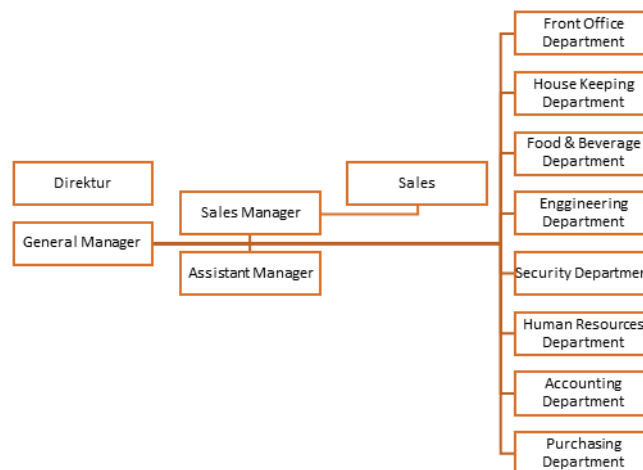 Direktur
General Manager
Sales Manager
Assistant Manager
Sales
Front Office
Department
House Keeping
Department
Food & Beverage
Department
Enggineering
Department
Security Departmen
Human Resources
Department
Accounting
Department
Purchasing
Department